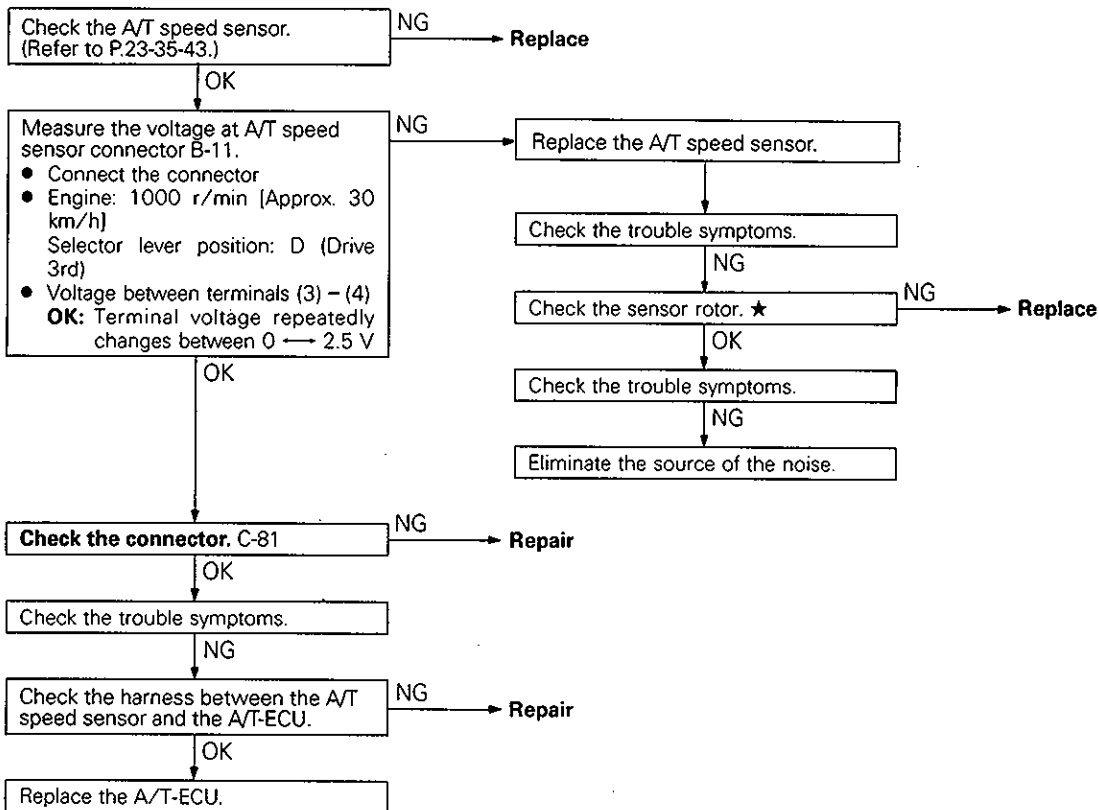 Check the A/T speed sensor.
(Refer to P.23-35-43.)
NG
Replace
OK
Measure the voltage at A/T speed
sensor connector B-11.
● Connect the connector
● Engine: 1000 r/min [Approx. 30
km/h]
Selector lever position: D (Drive
3rd)
● Voltage between terminals (3) – (4)
OK: Terminal voltage repeatedly
changes between 0 ⟷ 2.5 V
NG
Replace the A/T speed sensor.
Check the trouble symptoms.
NG
Check the sensor rotor. ★
NG
Replace
OK
Check the trouble symptoms.
NG
Eliminate the source of the noise.
OK
Check the connector. C-81
NG
Repair
OK
Check the trouble symptoms.
NG
Check the harness between the A/T
speed sensor and the A/T-ECU.
NG
Repair
OK
Replace the A/T-ECU.